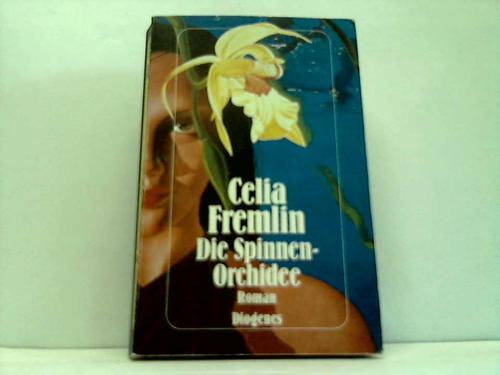 Celia
Fremlin
Die Spinnen-
Orchidee
Roman
Diogenes